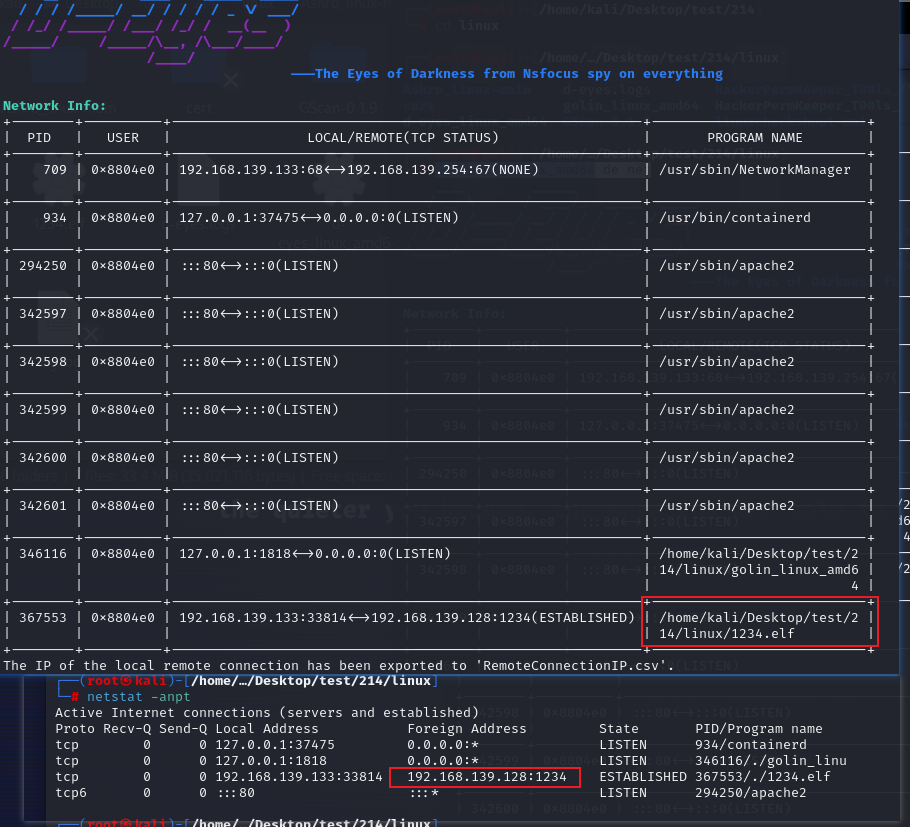 ——The Eyes of Darkness from Nsfocus spy on everything
Network Info:
PID USER LOCAL/REMOTE(TCP STATUS) PROGRAM NAME
709 0×8804e0 192.168.139.133:68<->192.168.139.254:67(NONE) /usr/sbin/NetworkManager
934 0×8804e0 127.0.0.1:37475<->0.0.0.0:0(LISTEN) /usr/bin/containerd
294250 0×8804e0 :::80<->:::0(LISTEN) /usr/sbin/apache2
342597 0×8804e0 :::80<->:::0(LISTEN) /usr/sbin/apache2
342598 0×8804e0 :::80<->:::0(LISTEN) /usr/sbin/apache2
342599 0×8804e0 :::80<->:::0(LISTEN) /usr/sbin/apache2
342600 0×8804e0 :::80<->:::0(LISTEN) /usr/sbin/apache2
342601 0×8804e0 :::80<->:::0(LISTEN) /usr/sbin/apache2
346116 0×8804e0 127.0.0.1:1818<->0.0.0.0:0(LISTEN) /home/kali/Desktop/test/2
14/linux/golin_linux_amd6
4
367553 0×8804e0 192.168.139.133:33814<->192.168.139.128:1234(ESTABLISHED) /home/kali/Desktop/test/2
14/linux/1234.elf
The IP of the local remote connection has been exported to 'RemoteConnectionIP.csv'.
(root㉿kali)-[/home/…/Desktop/test/214/linux]
# netstat -anpt
Active Internet connections (servers and established)
Proto Recv-Q Send-Q Local Address Foreign Address State PID/Program name
tcp 0 0 127.0.0.1:37475 0.0.0.0:* LISTEN 934/containerd
tcp 0 0 127.0.0.1:1818 0.0.0.0:* LISTEN 346116/./golin_linu
tcp 0 0 192.168.139.133:33814 192.168.139.128:1234 ESTABLISHED 367553/./1234.elf
tcp6 0 0 :::80 :::* LISTEN 294250/apache2
(root㉿kali)-[/home/…/Desktop/test/214/linux]